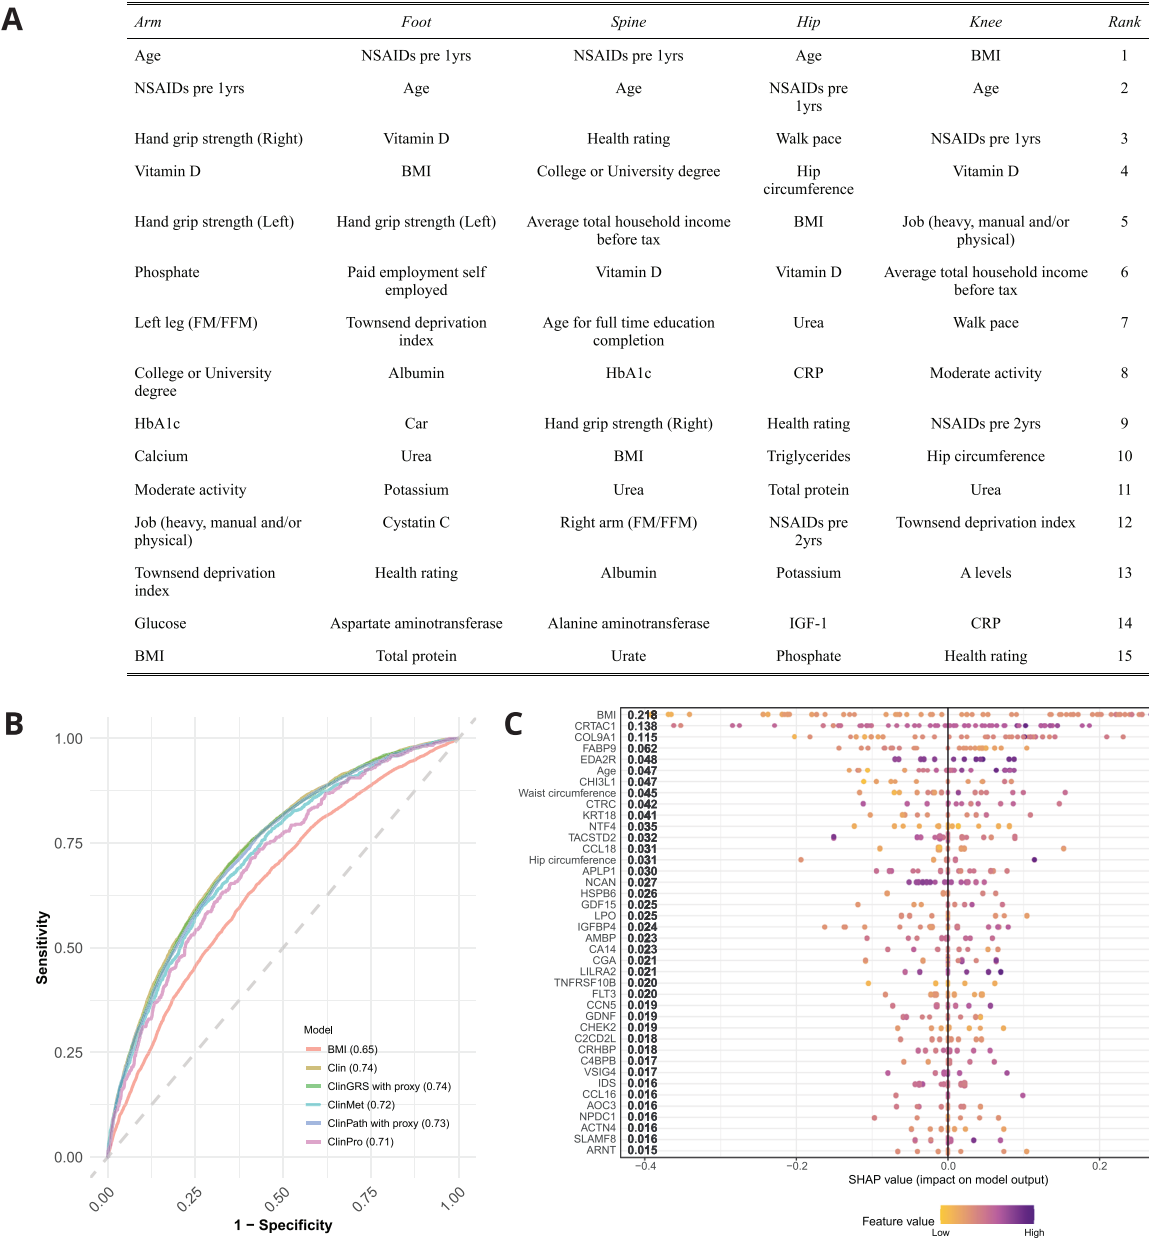 A
Arm Foot Spine Hip Knee Rank
Age NSAIDs pre 1yrs NSAIDs pre 1yrs Age BMI 1
NSAIDs pre 1yrs Age Age NSAIDs pre 1yrs Age 2
Hand grip strength (Right) Vitamin D Health rating Walk pace NSAIDs pre 1yrs 3
Vitamin D BMI College or University degree Hip circumference Vitamin D 4
Hand grip strength (Left) Hand grip strength (Left) Average total household income before tax BMI Job (heavy, manual and/or physical) 5
Phosphate Paid employment self employed Vitamin D Vitamin D Average total household income before tax 6
Left leg (FM/FFM) Townsend deprivation index Age for full time education completion Urea Walk pace 7
College or University degree Albumin HbA1c CRP Moderate activity 8
HbA1c Car Hand grip strength (Right) Health rating NSAIDs pre 2yrs 9
Calcium Urea BMI Triglycerides Hip circumference 10
Moderate activity Potassium Urea Total protein Urea 11
Job (heavy, manual and/or physical) Cystatin C Right arm (FM/FFM) NSAIDs pre 2yrs Townsend deprivation index 12
Townsend deprivation index Health rating Albumin Potassium A levels 13
Glucose Aspartate aminotransferase Alanine aminotransferase IGF-1 CRP 14
BMI Total protein Urate Phosphate Health rating 15
B
1.00
0.75
0.50
0.25
0.00
Sensitivity
Model
BMI (0.65)
Clin (0.74)
ClinGRS with proxy (0.74)
ClinMet (0.72)
ClinPath with proxy (0.73)
ClinPro (0.71)
0.00 0.25 0.50 0.75 1.00
1 − Specificity
C
BMI 0.218
CRTAC1 0.138
COL9A1 0.115
FABP9 0.062
EDA2R 0.048
Age 0.047
CHI3L1 0.047
Waist circumference 0.045
CTRC 0.042
KRT18 0.041
NTF4 0.035
TACSTD2 0.032
CCL18 0.031
Hip circumference 0.031
APLP1 0.030
NCAN 0.027
HSPB6 0.026
GDF15 0.025
LPO 0.025
IGFBP4 0.024
AMBP 0.023
CA14 0.023
CGA 0.021
LILRA2 0.021
TNFRSF10B 0.020
FLT3 0.020
CCN5 0.019
GDNF 0.019
CHEK2 0.019
C2CD2L 0.018
CRHBP 0.018
C4BPB 0.017
VSIG4 0.017
IDS 0.016
CCL16 0.016
AOC3 0.016
NPDC1 0.016
ACTN4 0.016
SLAMF8 0.016
ARNT 0.015
−0.4 −0.2 0.0 0.2
SHAP value (impact on model output)
Feature value
Low High